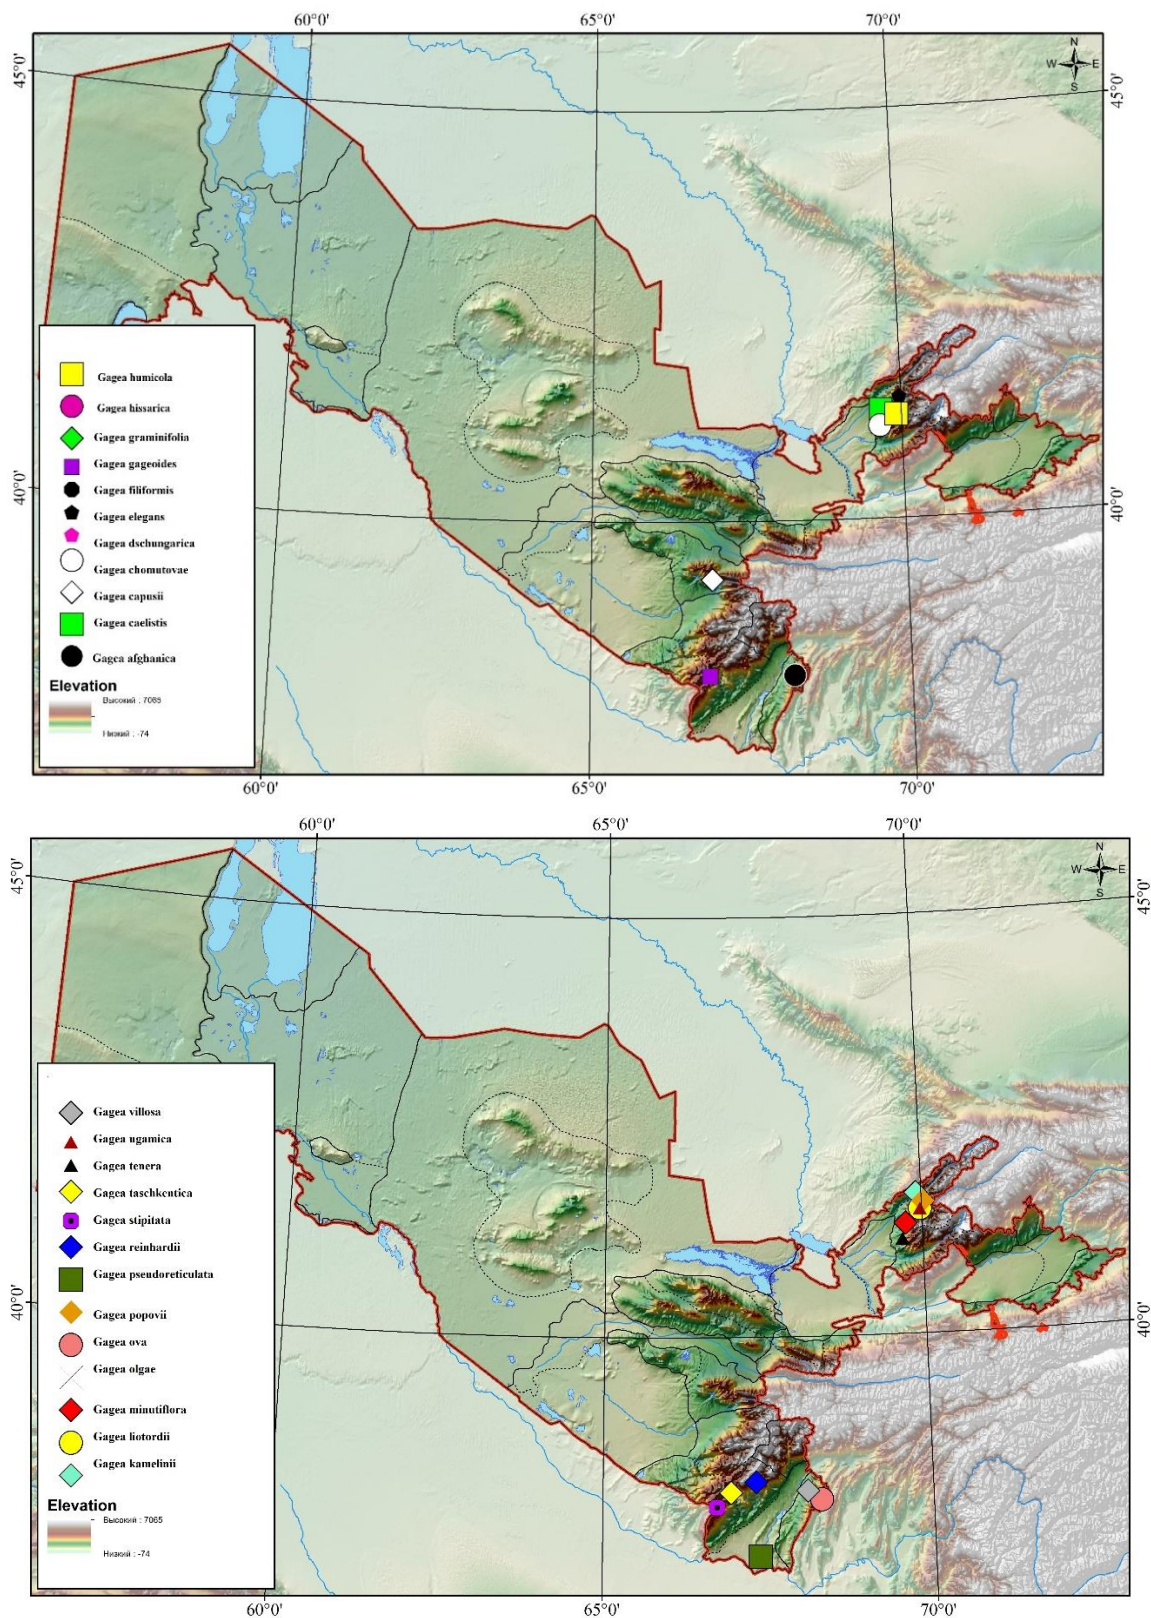 60°0'
65°0'
70°0'
45°0'
45°0'
N
W E
S
40°0'
40°0'
Gagea humicola
Gagea hissarica
Gagea graminifolia
Gagea gageoides
Gagea filiformis
Gagea elegans
Gagea dschungarica
Gagea chomutovae
Gagea capusii
Gagea caelistis
Gagea afghanica
Elevation
Высокий : 7065
Низкий : -74
60°0'
65°0'
70°0'
60°0'
65°0'
70°0'
45°0'
45°0'
N
W E
S
40°0'
40°0'
Gagea villosa
Gagea ugamica
Gagea tenera
Gagea taschkentica
Gagea stipitata
Gagea reinhardii
Gagea pseudoreticulata
Gagea popovii
Gagea ova
Gagea olgae
Gagea minutiflora
Gagea liotordii
Gagea kamelinii
Elevation
Высокий : 7065
Низкий : -74
60°0'
65°0'
70°0'